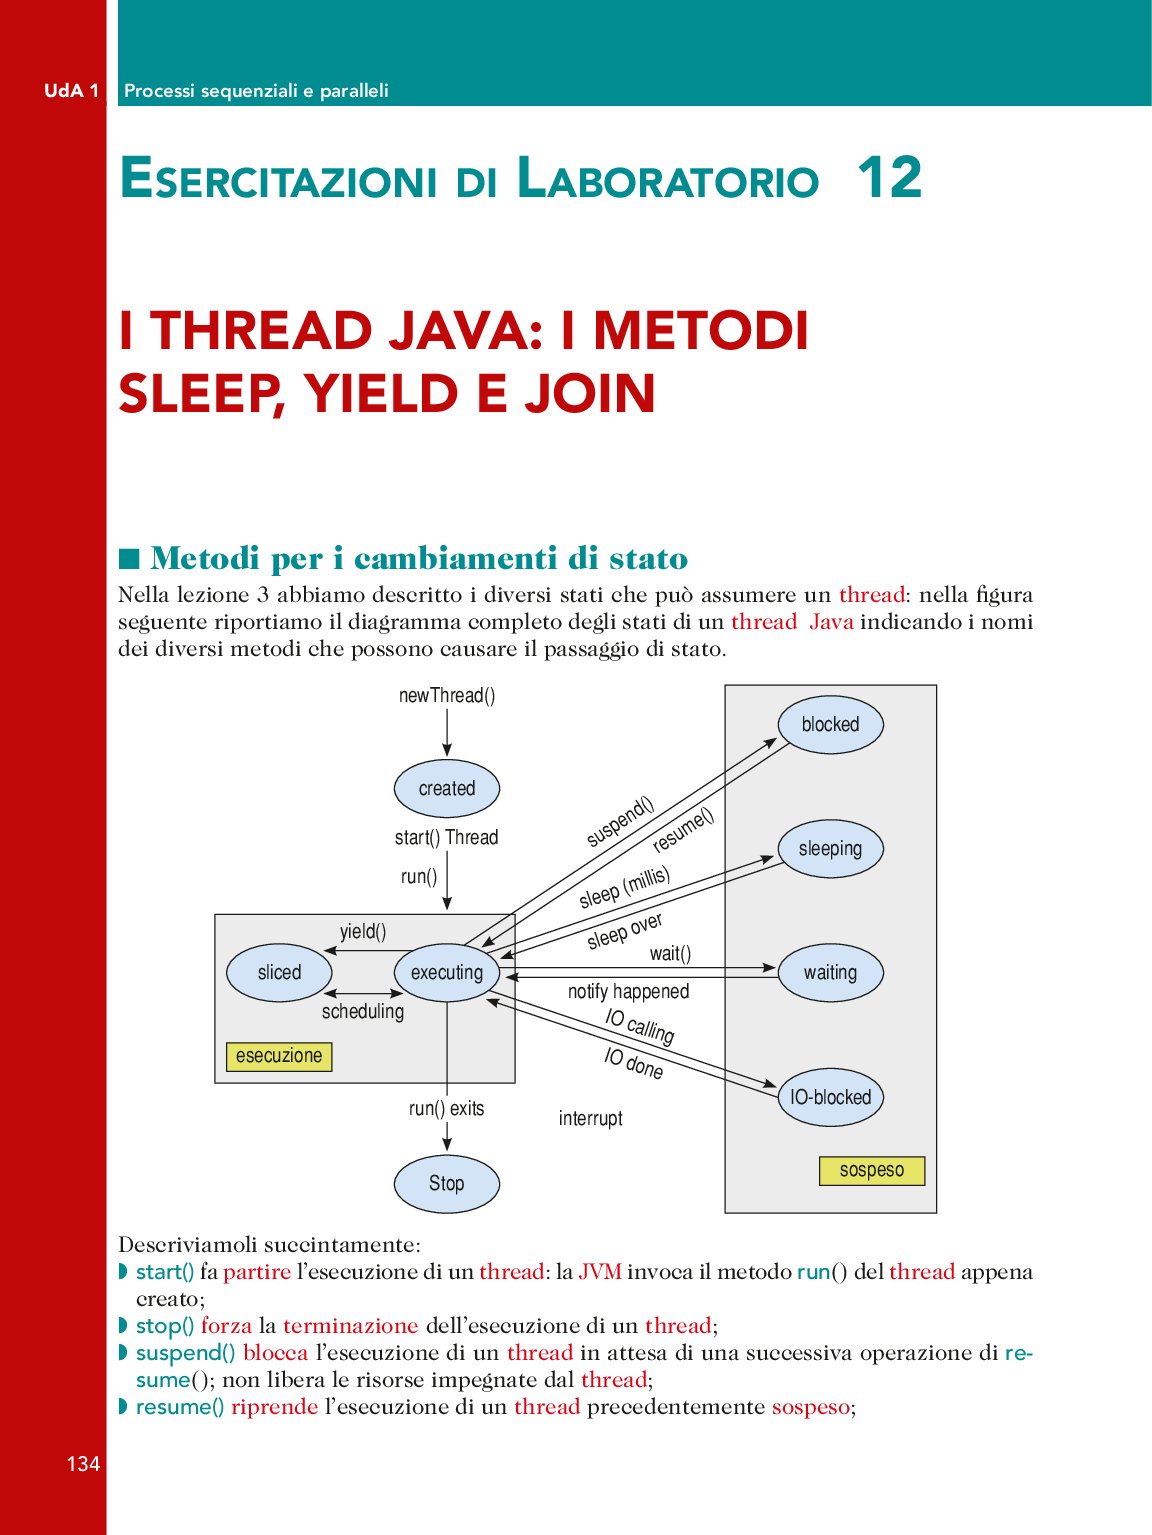 UdA 1 Processi sequenziali e paralleli
ESERCITAZIONI DI LABORATORIO 12
I THREAD JAVA: I METODI
SLEEP, YIELD E JOIN
■ Metodi per i cambiamenti di stato
Nella lezione 3 abbiamo descritto i diversi stati che può assumere un thread: nella figura
seguente riportiamo il diagramma completo degli stati di un thread Java indicando i nomi
dei diversi metodi che possono causare il passaggio di stato.
newThread()
created
start() Thread
run()
yield()
sliced
executing
scheduling
esecuzione
run() exits
Stop
suspend()
resume()
sleep (millis)
sleep over
wait()
notify happened
IO calling
IO done
interrupt
blocked
sleeping
waiting
IO-blocked
sospeso
Descriviamoli succintamente:
◗ start() fa partire l'esecuzione di un thread: la JVM invoca il metodo run() del thread appena
creato;
◗ stop() forza la terminazione dell'esecuzione di un thread;
◗ suspend() blocca l'esecuzione di un thread in attesa di una successiva operazione di re-
sume(); non libera le risorse impegnate dal thread;
◗ resume() riprende l'esecuzione di un thread precedentemente sospeso;
134